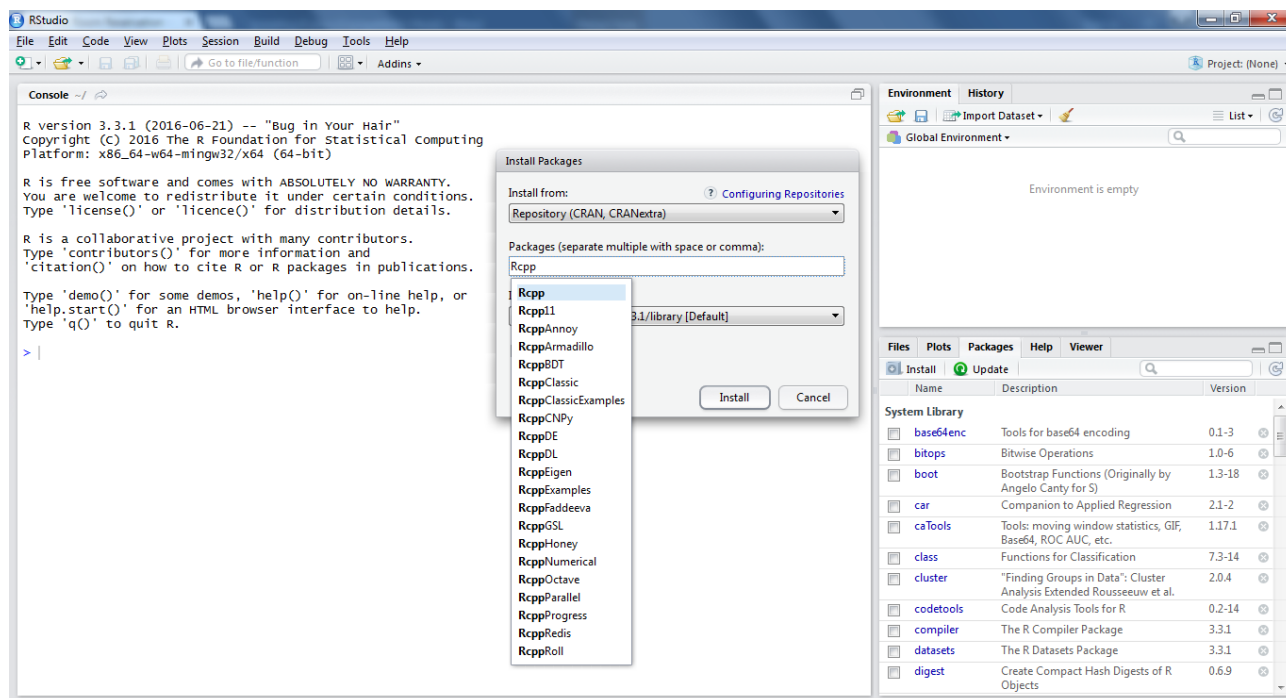 RStudio
File Edit Code View Plots Session Build Debug Tools Help
Go to file/function Addins Project: (None)
Console ~/
R version 3.3.1 (2016-06-21) -- "Bug in Your Hair"
Copyright (C) 2016 The R Foundation for Statistical Computing
Platform: x86_64-w64-mingw32/x64 (64-bit)
R is free software and comes with ABSOLUTELY NO WARRANTY.
You are welcome to redistribute it under certain conditions.
Type 'license()' or 'licence()' for distribution details.
R is a collaborative project with many contributors.
Type 'contributors()' for more information and
'citation()' on how to cite R or R packages in publications.
Type 'demo()' for some demos, 'help()' for on-line help, or
'help.start()' for an HTML browser interface to help.
Type 'q()' to quit R.
>
Install Packages
Install from: ? Configuring Repositories
Repository (CRAN, CRANextra)
Packages (separate multiple with space or comma):
Rcpp
3.1/library [Default]
Rcpp
Rcpp11
RcppAnnoy
RcppArmadillo
RcppBDT
RcppClassic
RcppClassicExamples
RcppCNPy
RcppDE
RcppDL
RcppEigen
RcppExamples
RcppFaddeeva
RcppGSL
RcppHoney
RcppNumerical
RcppOctave
RcppParallel
RcppProgress
RcppRedis
RcppRoll
Install Cancel
Environment History
Import Dataset List
Global Environment
Environment is empty
Files Plots Packages Help Viewer
Install Update
Name Description Version
System Library
base64enc Tools for base64 encoding 0.1-3
bitops Bitwise Operations 1.0-6
boot Bootstrap Functions (Originally by 1.3-18
Angelo Canty for S)
car Companion to Applied Regression 2.1-2
caTools Tools: moving window statistics, GIF, 1.17.1
Base64, ROC AUC, etc.
class Functions for Classification 7.3-14
cluster "Finding Groups in Data": Cluster 2.0.4
Analysis Extended Rousseeuw et al.
codetools Code Analysis Tools for R 0.2-14
compiler The R Compiler Package 3.3.1
datasets The R Datasets Package 3.3.1
digest Create Compact Hash Digests of R 0.6.9
Objects